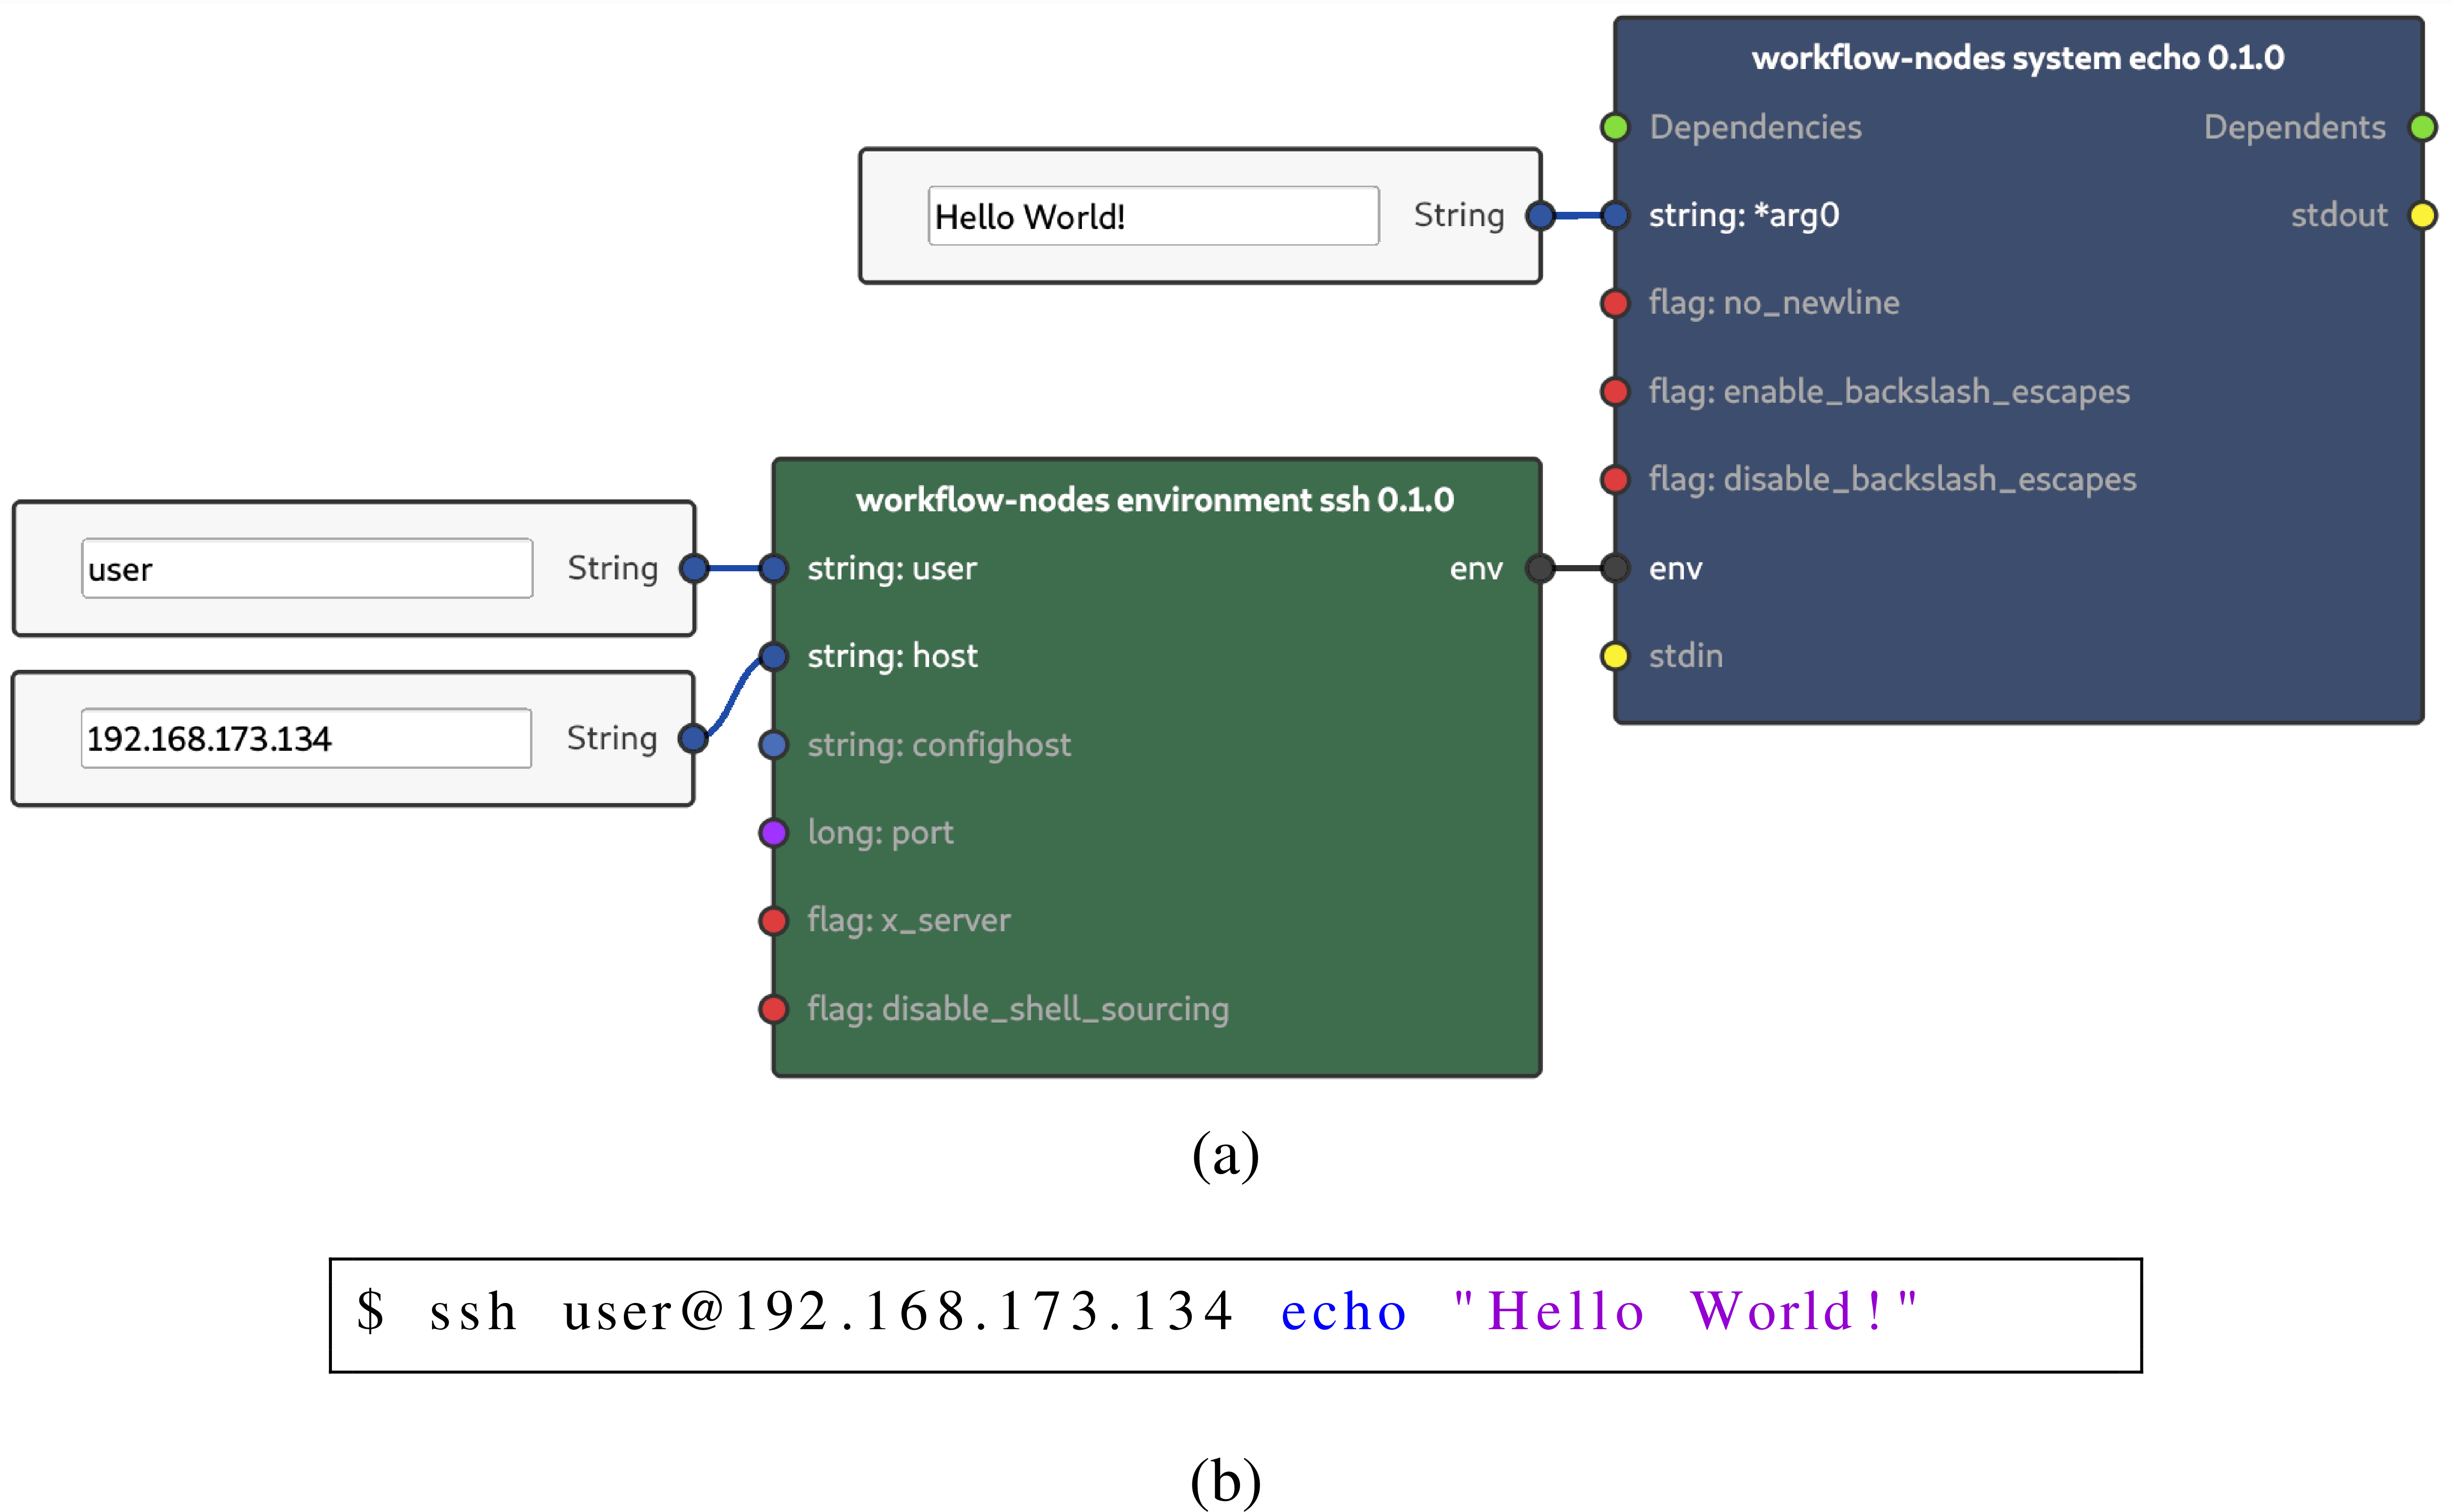 workflow-nodes system echo 0.1.0
Dependencies Dependents
Hello World! String
string: *arg0 stdout
flag: no_newline
flag: enable_backslash_escapes
flag: disable_backslash_escapes
env
stdin
workflow-nodes environment ssh 0.1.0
user String
string: user env
string: host
192.168.173.134 String
string: confighost
long: port
flag: x_server
flag: disable_shell_sourcing
(a)
$ ssh user@192.168.173.134 echo "Hello World!"
(b)